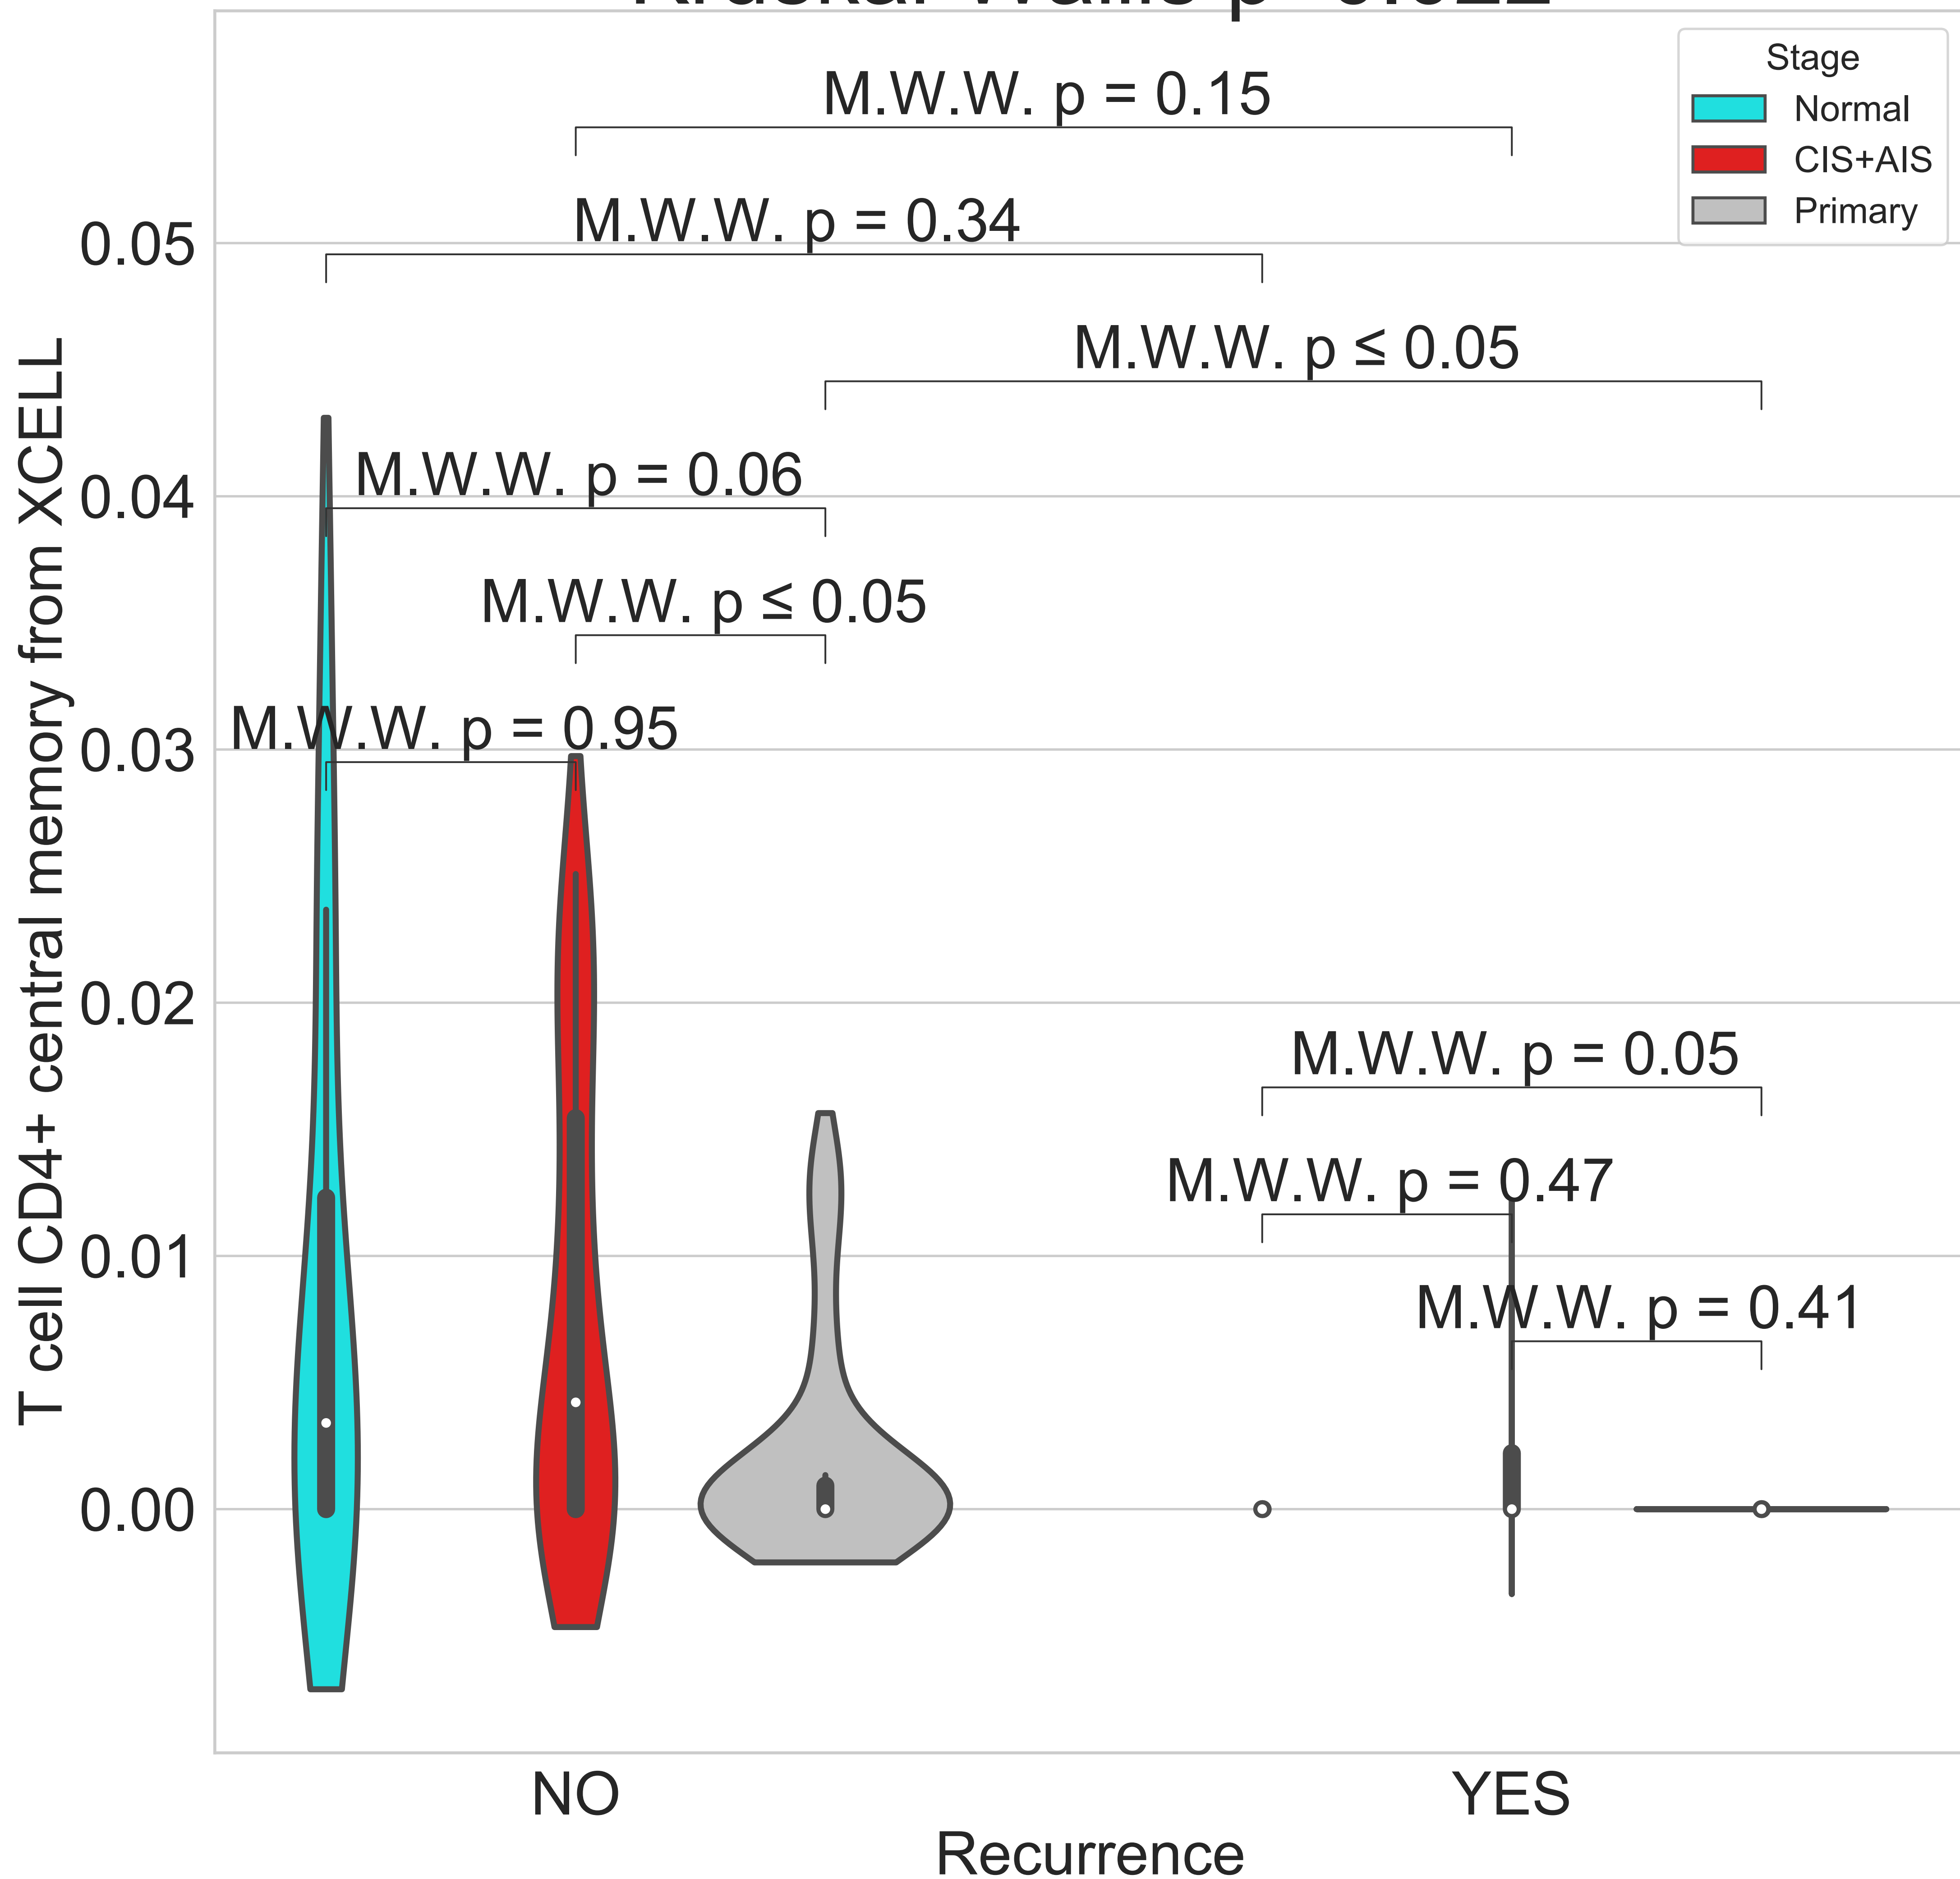 Stage
Normal
CIS+AIS
Primary
M.W.W. p = 0.15
M.W.W. p = 0.34
M.W.W. p ≤ 0.05
M.W.W. p = 0.06
M.W.W. p ≤ 0.05
M.W.W. p = 0.95
M.W.W. p = 0.05
M.W.W. p = 0.47
M.W.W. p = 0.41
T cell CD4+ central memory from XCELL
0.05
0.04
0.03
0.02
0.01
0.00
NO
YES
Recurrence